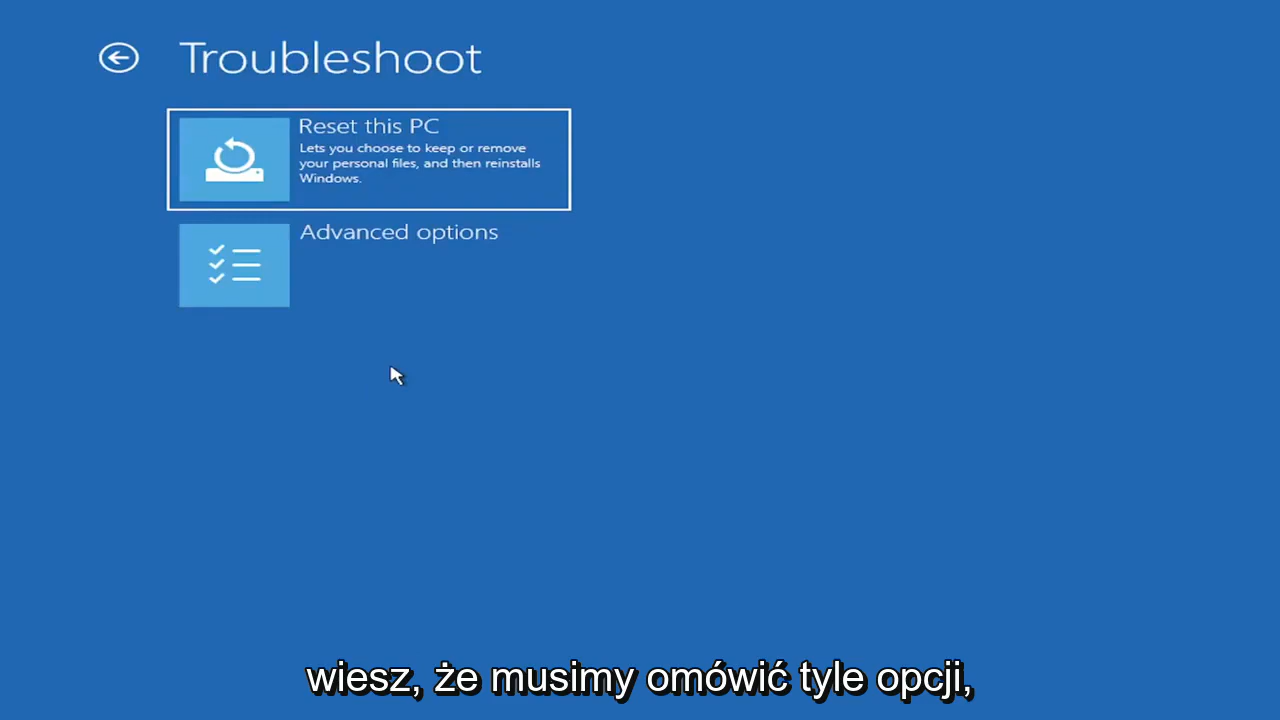 Troubleshoot
Reset this PC
Lets you choose to keep or remove
your personal files, and then reinstalls
Windows.
Advanced options
wiesz, że musimy omówić tyle opcji,